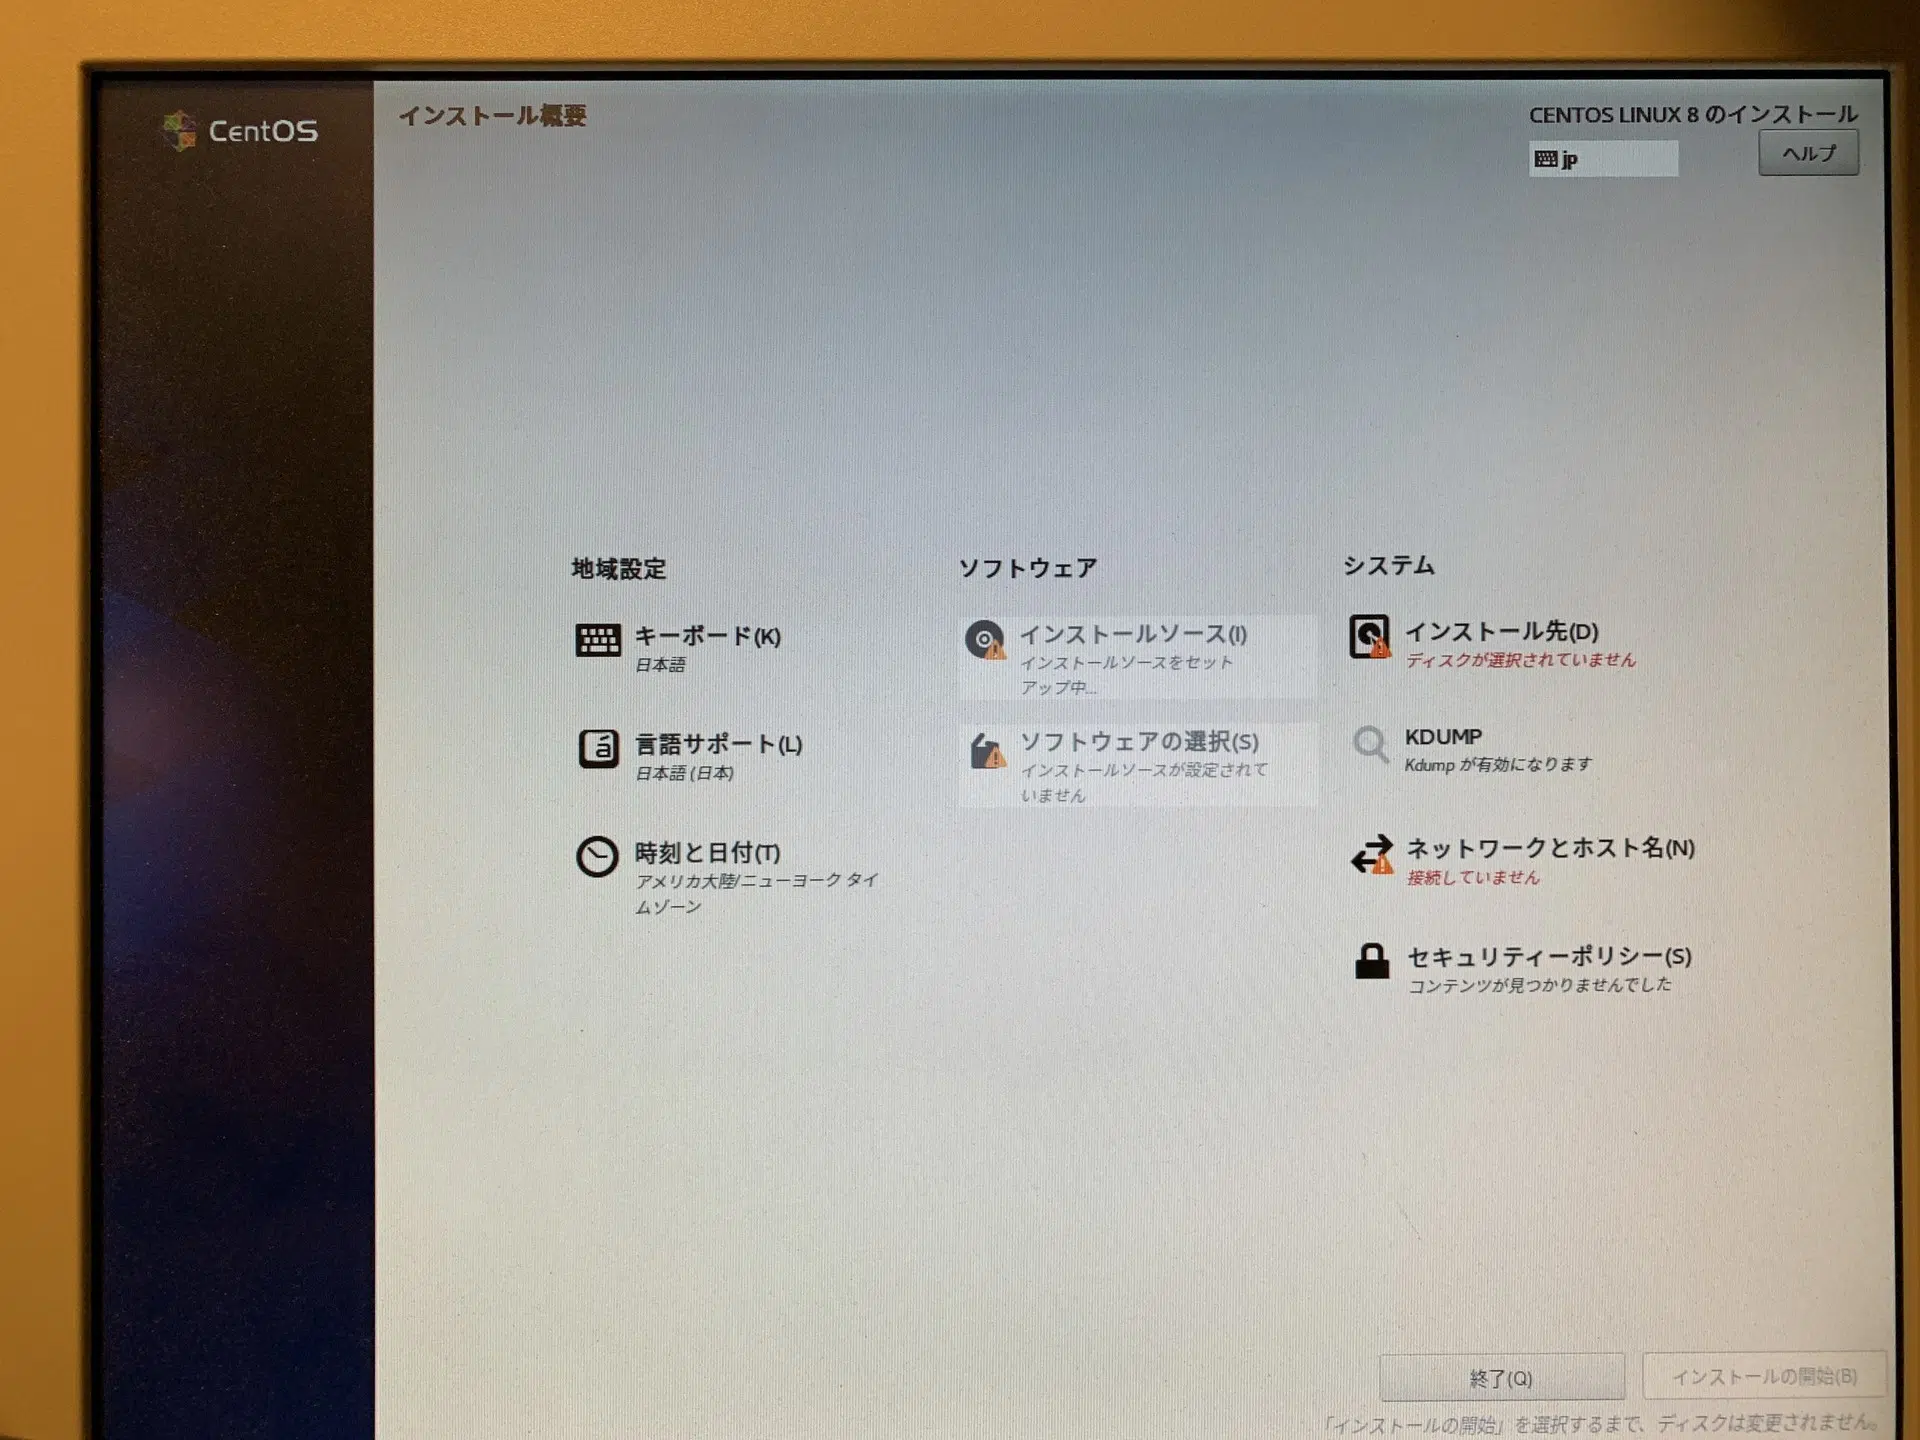 CentOS
インストール概要
CENTOS LINUX 8 のインストール
jp
ヘルプ
地域設定
キーボード(K)
日本語
言語サポート(L)
日本語 (日本)
時刻と日付(T)
アメリカ大陸/ニューヨーク タイ
ムゾーン
ソフトウェア
インストールソース(I)
インストールソースをセット
アップ中...
ソフトウェアの選択(S)
インストールソースが設定されて
いません
システム
インストール先(D)
ディスクが選択されていません
KDUMP
Kdump が有効になります
ネットワークとホスト名(N)
接続していません
セキュリティーポリシー(S)
コンテンツが見つかりませんでした
終了(Q)
インストールの開始(B)
「インストールの開始」を選択するまで、ディスクは変更されません。